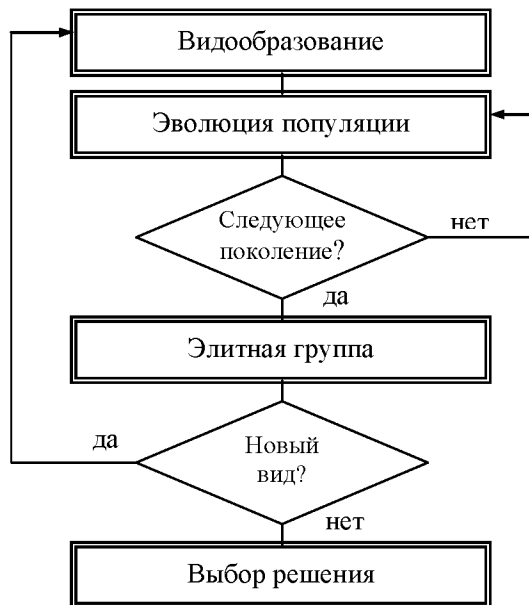 Видообразование
Эволюция популяции
Следующее
поколение?
нет
да
Элитная группа
да
Новый
вид?
нет
Выбор решения